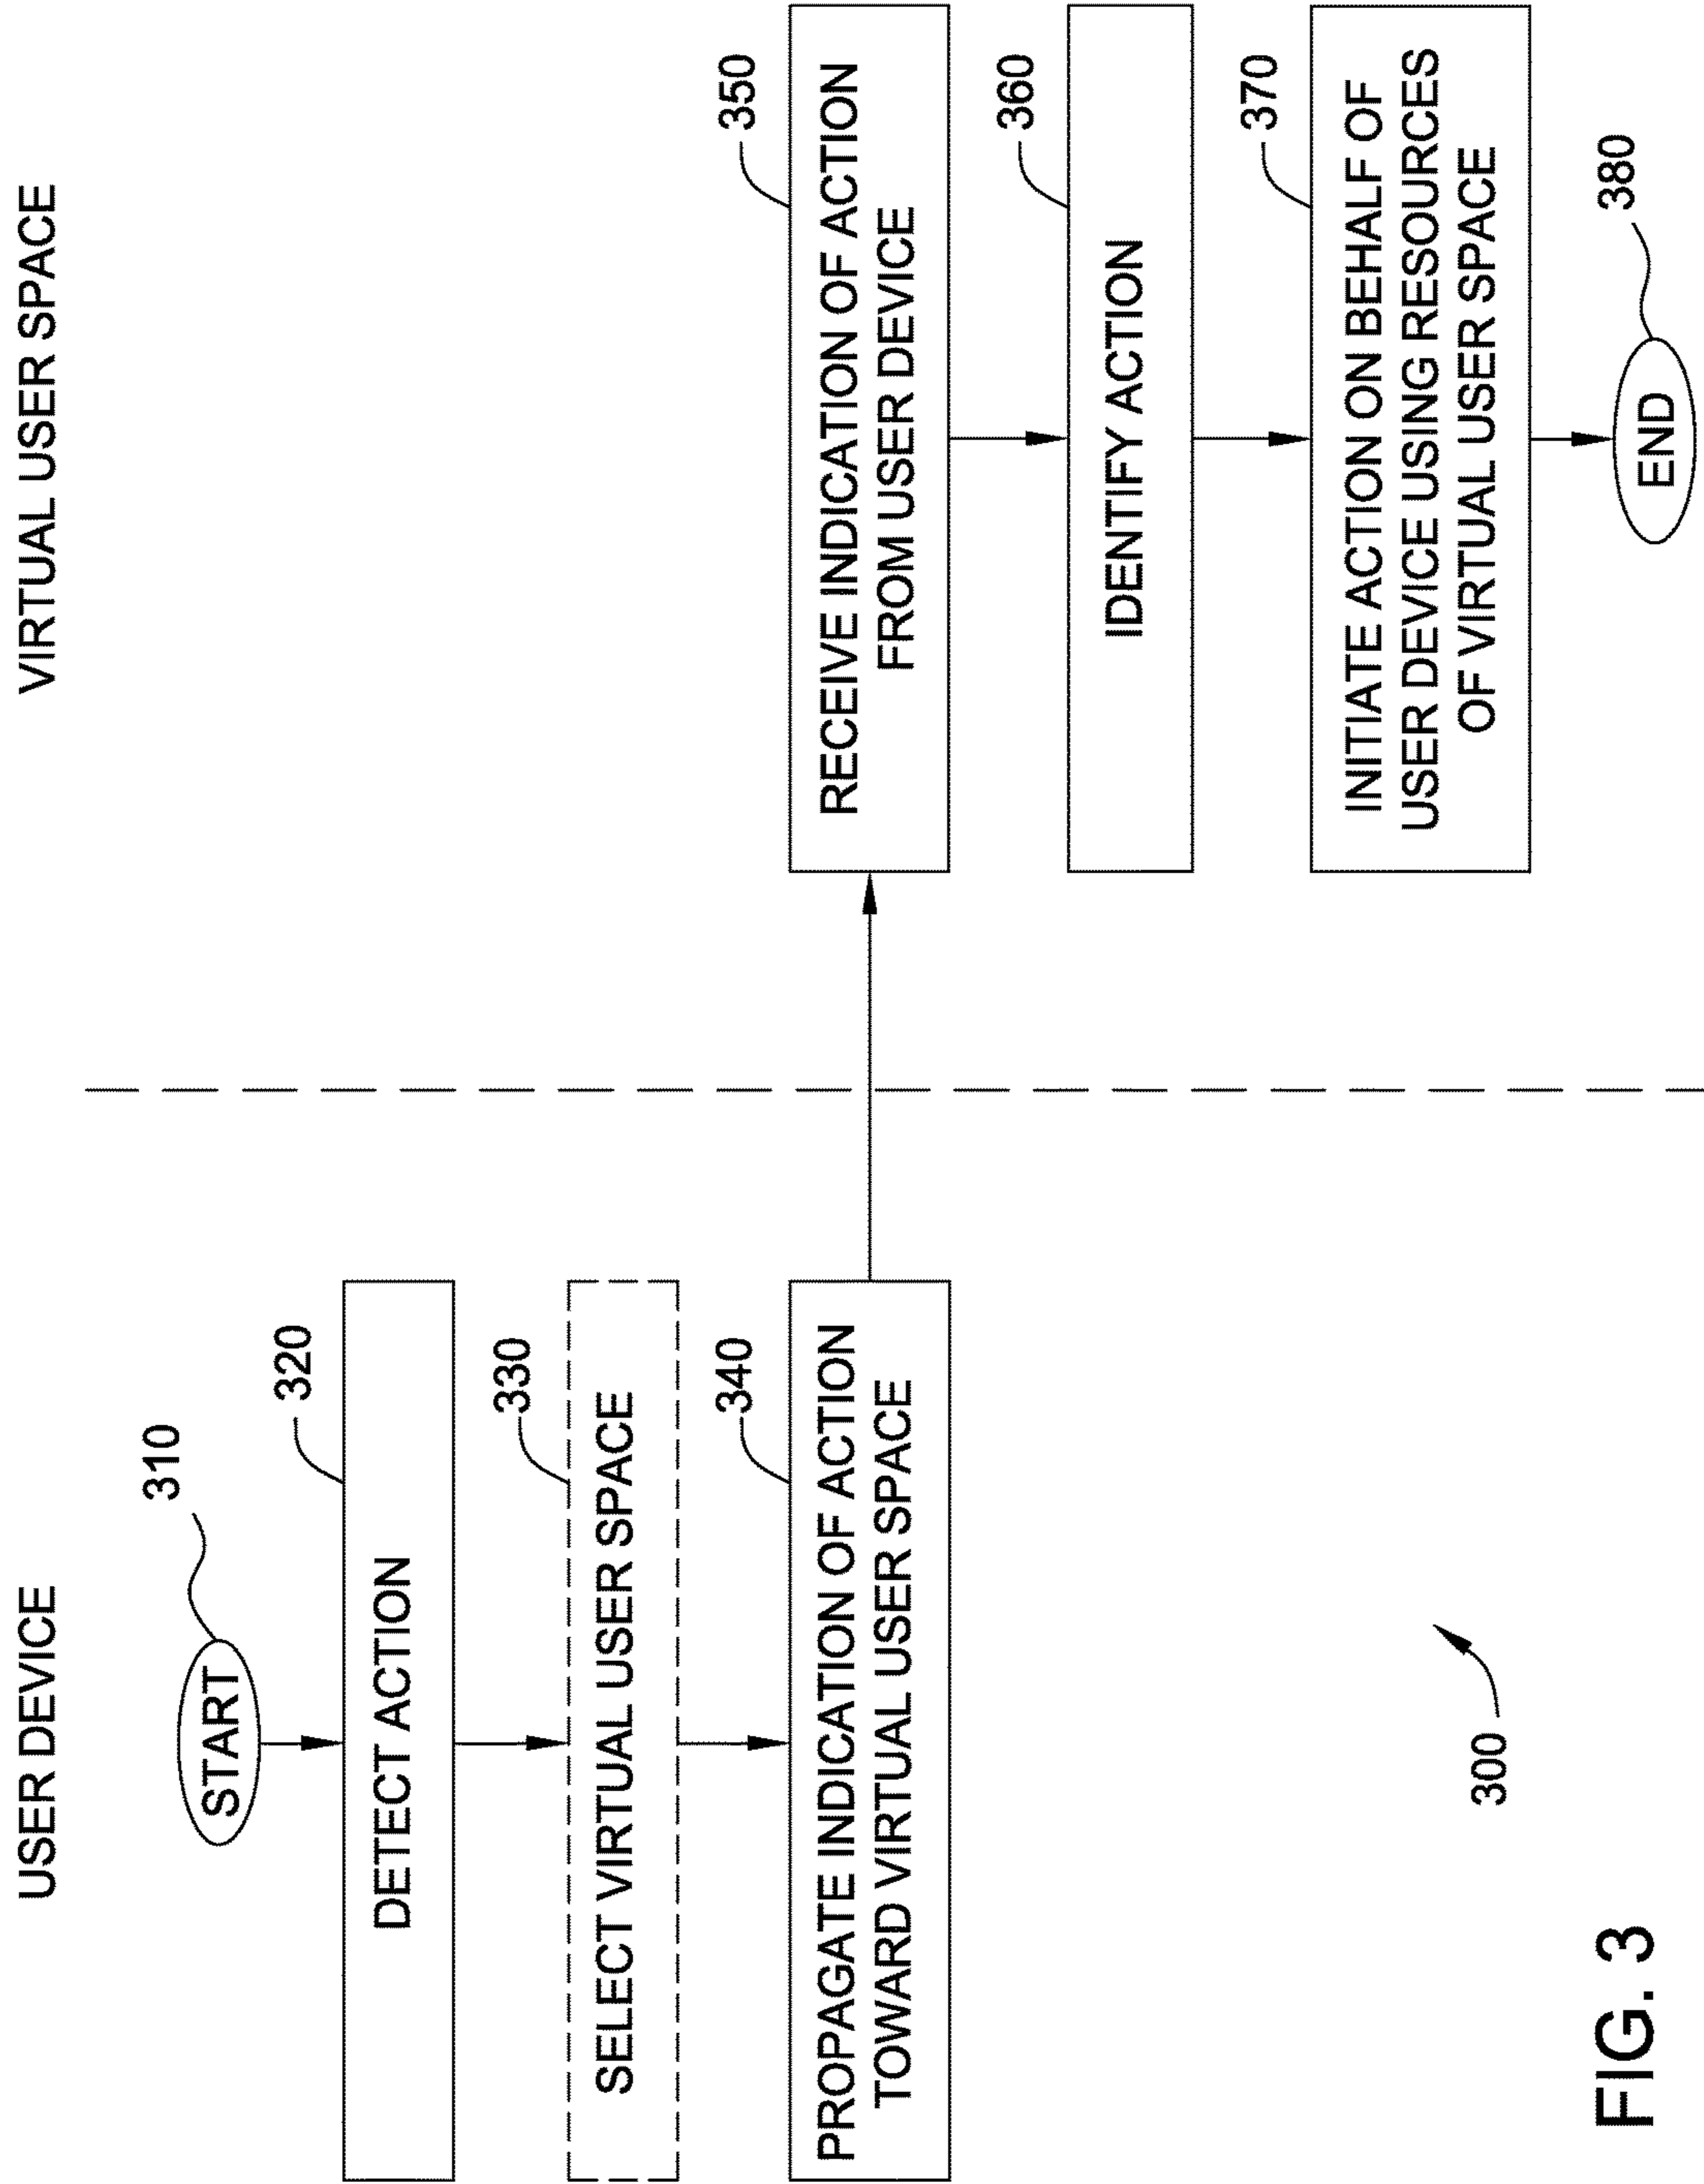 USER DEVICE
VIRTUAL USER SPACE
START
310
320
DETECT ACTION
330
SELECT VIRTUAL USER SPACE
340
PROPAGATE INDICATION OF ACTION
TOWARD VIRTUAL USER SPACE
350
RECEIVE INDICATION OF ACTION
FROM USER DEVICE
360
IDENTIFY ACTION
370
INITIATE ACTION ON BEHALF OF
USER DEVICE USING RESOURCES
OF VIRTUAL USER SPACE
380
END
300
FIG. 3